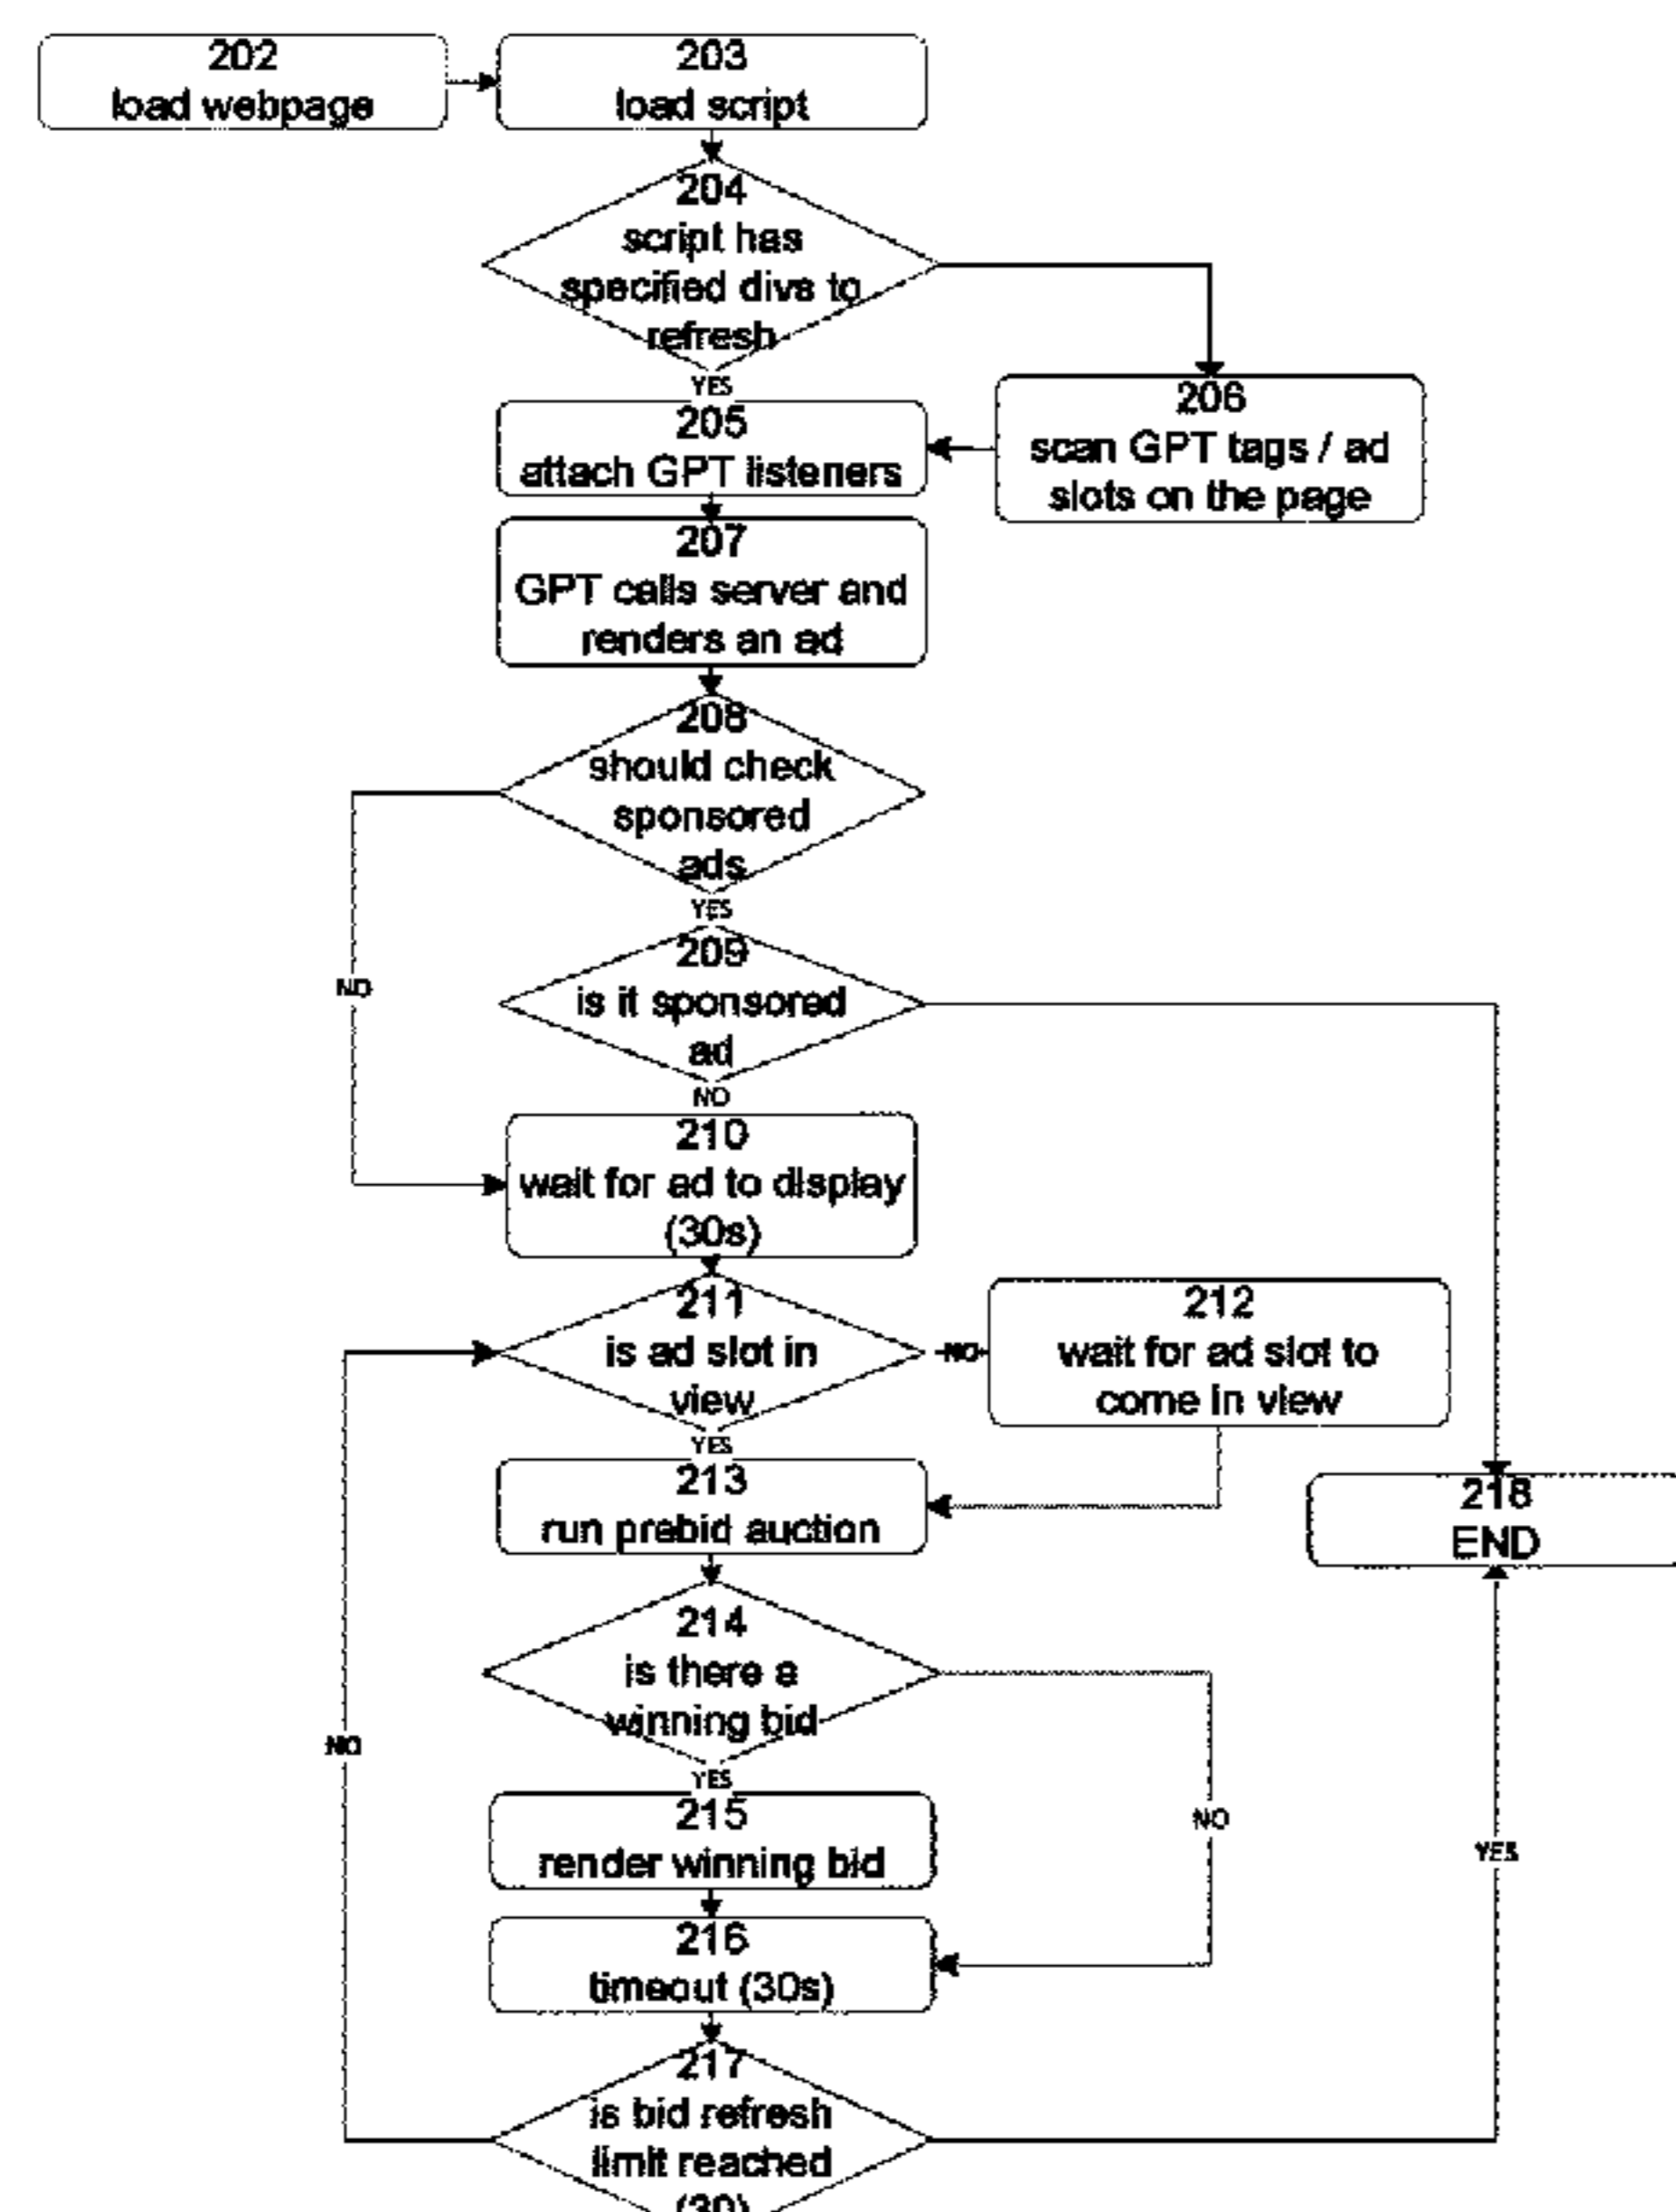 202
load webpage
203
load script
204
script has
specified divs to
refresh
YES
205
attach GPT listeners
206
scan GPT tags / ad
slots on the page
207
GPT calls server and
renders an ad
208
should check
sponsored
ads
YES
209
is it sponsored
ad
NO
NO
210
wait for ad to display
(30s)
211
is ad slot in
view
NO
212
wait for ad slot to
come in view
YES
213
run prebid auction
218
END
214
is there a
winning bid
NO
YES
215
render winning bid
NO
YES
216
timeout (30s)
217
is bid refresh
limit reached
(30)